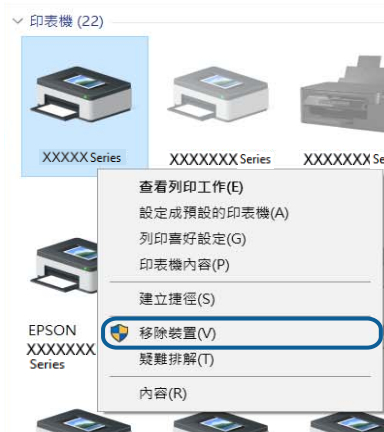 印表機 (22)
XXXXX Series
XXXXXXX Series
XXXXXXX Se
查看列印工作(E)
設定成預設的印表機(A)
列印喜好設定(G)
印表機內容(P)
建立捷徑(S)
移除裝置(V)
疑難排解(T)
內容(R)
EPSON
XXXXXXX
Series